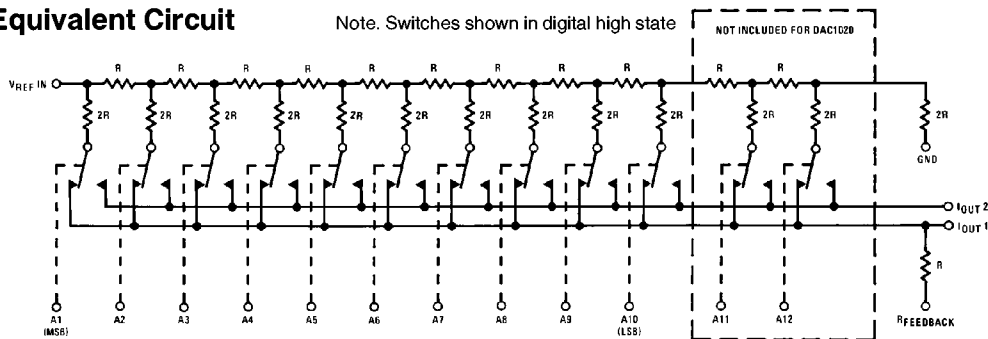 Equivalent Circuit
Note. Switches shown in digital high state
NOT INCLUDED FOR DAC1020
R R R R R R R R R R R
VREF IN
2R 2R 2R 2R 2R 2R 2R 2R 2R 2R 2R 2R 2R
GND
IOUT 2
IOUT 1
R
A1 A2 A3 A4 A5 A6 A7 A8 A9 A10 A11 A12
(MSB) (LSB)
RFEEDBACK